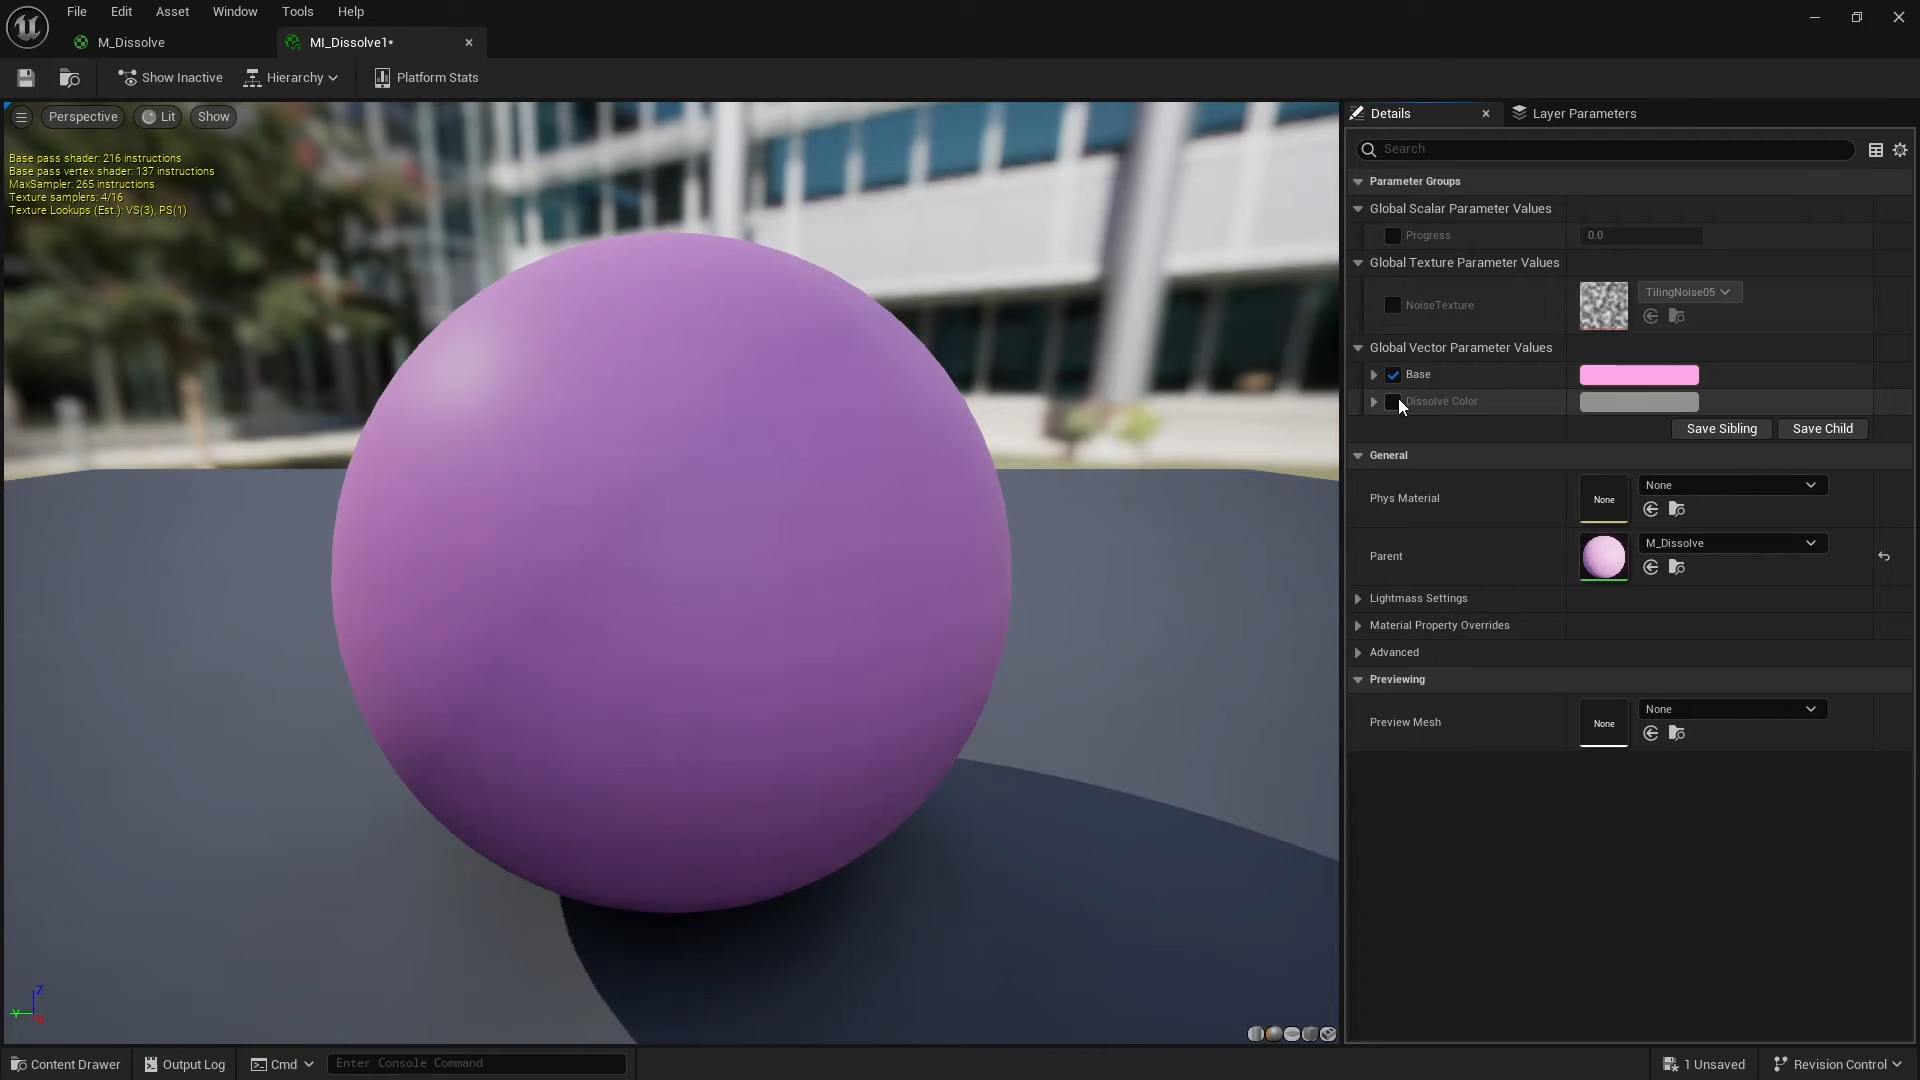 File Edit Asset Window Tools Help
M_Dissolve
MI_Dissolve1*
Show Inactive
Hierarchy
Platform Stats
Perspective
Lit
Show
Base pass shader: 216 instructions
Base pass vertex shader: 137 instructions
MaxSampler: 265 instructions
Texture samplers: 4/16
Texture Lookups (Est.): VS(3), PS(1)
Z
Y
X
Details
Layer Parameters
Search
Parameter Groups
Global Scalar Parameter Values
Progress 0.0
Global Texture Parameter Values
NoiseTexture TilingNoise05
Global Vector Parameter Values
Base
Dissolve Color
Save Sibling Save Child
General
Phys Material None None
Parent M_Dissolve
Lightmass Settings
Material Property Overrides
Advanced
Previewing
Preview Mesh None None
Content Drawer
Output Log
Cmd
Enter Console Command
1 Unsaved
Revision Control